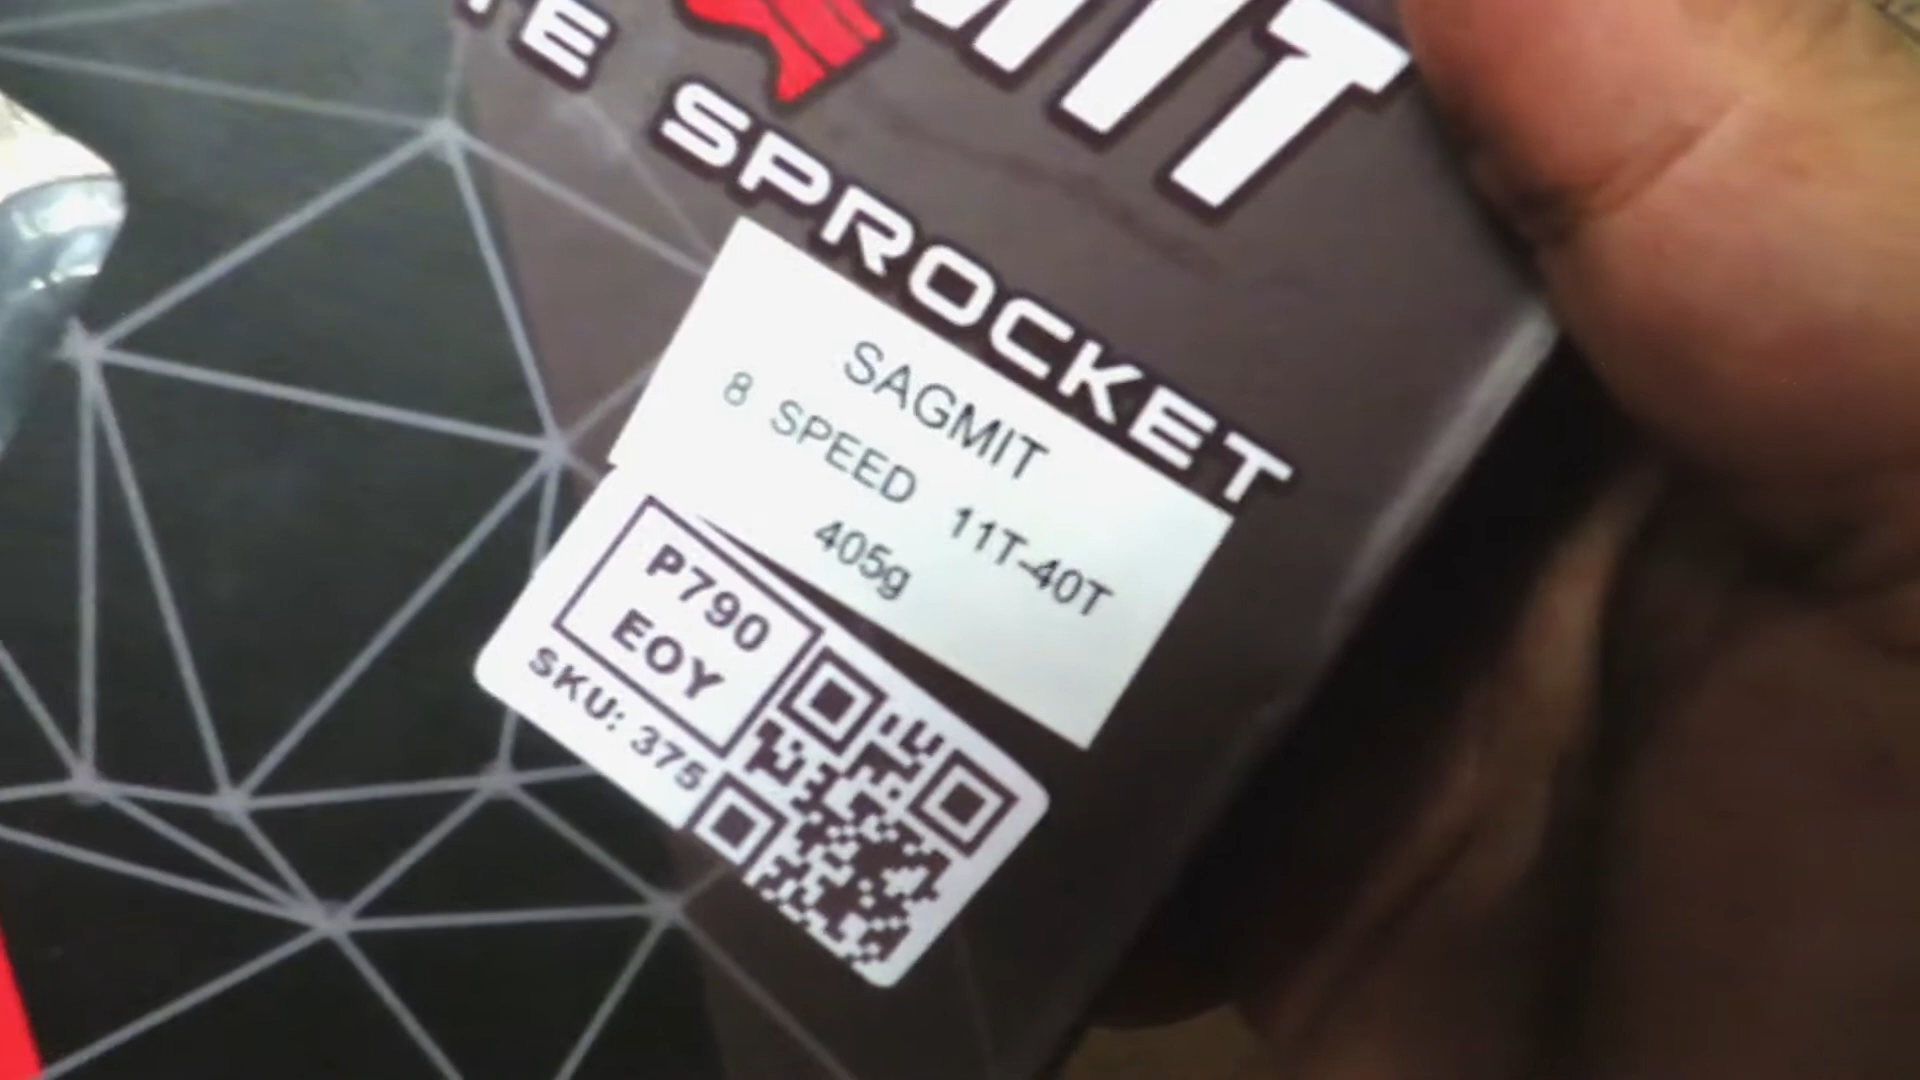 SPROCKET
SAGMIT
8 SPEED 11T-40T
405g
P790
EOY
SKU: 375